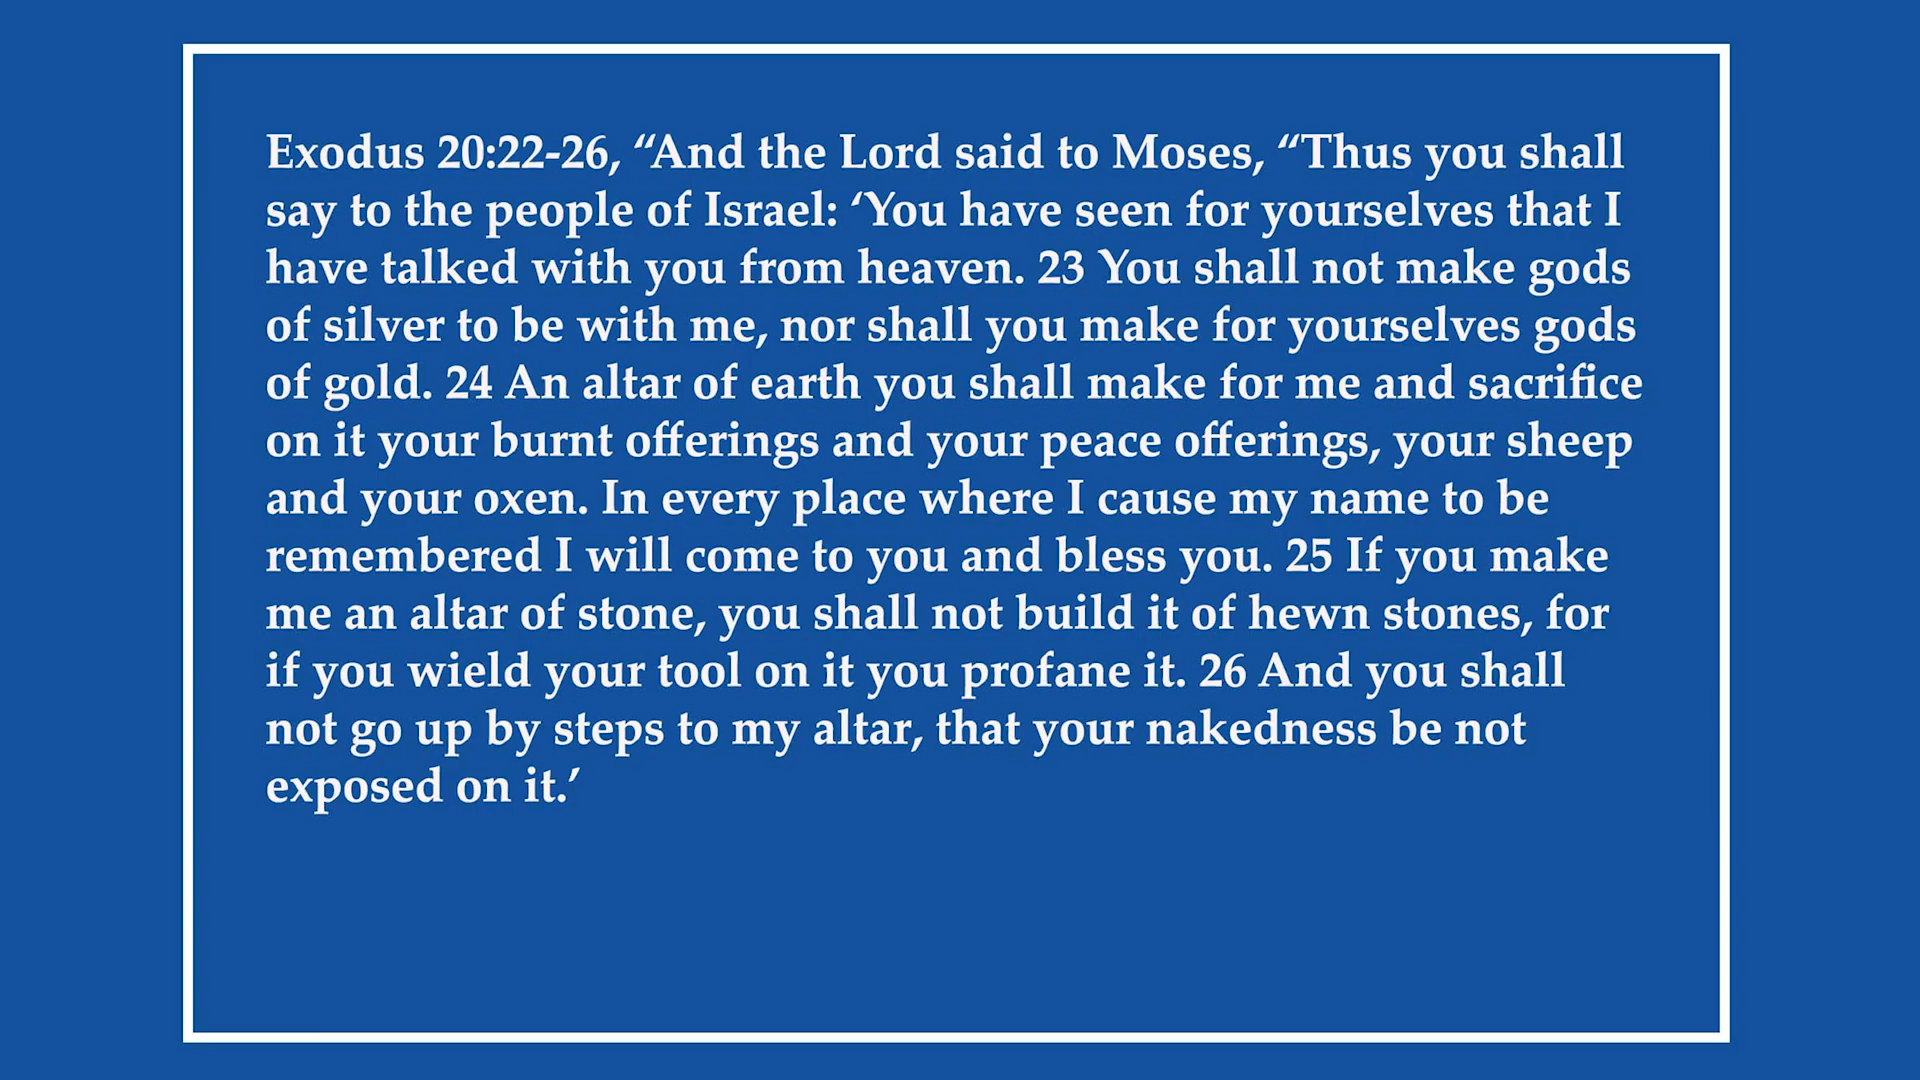 Exodus 20:22-26, “And the Lord said to Moses, “Thus you shall
say to the people of Israel: ‘You have seen for yourselves that I
have talked with you from heaven. 23 You shall not make gods
of silver to be with me, nor shall you make for yourselves gods
of gold. 24 An altar of earth you shall make for me and sacrifice
on it your burnt offerings and your peace offerings, your sheep
and your oxen. In every place where I cause my name to be
remembered I will come to you and bless you. 25 If you make
me an altar of stone, you shall not build it of hewn stones, for
if you wield your tool on it you profane it. 26 And you shall
not go up by steps to my altar, that your nakedness be not
exposed on it.’